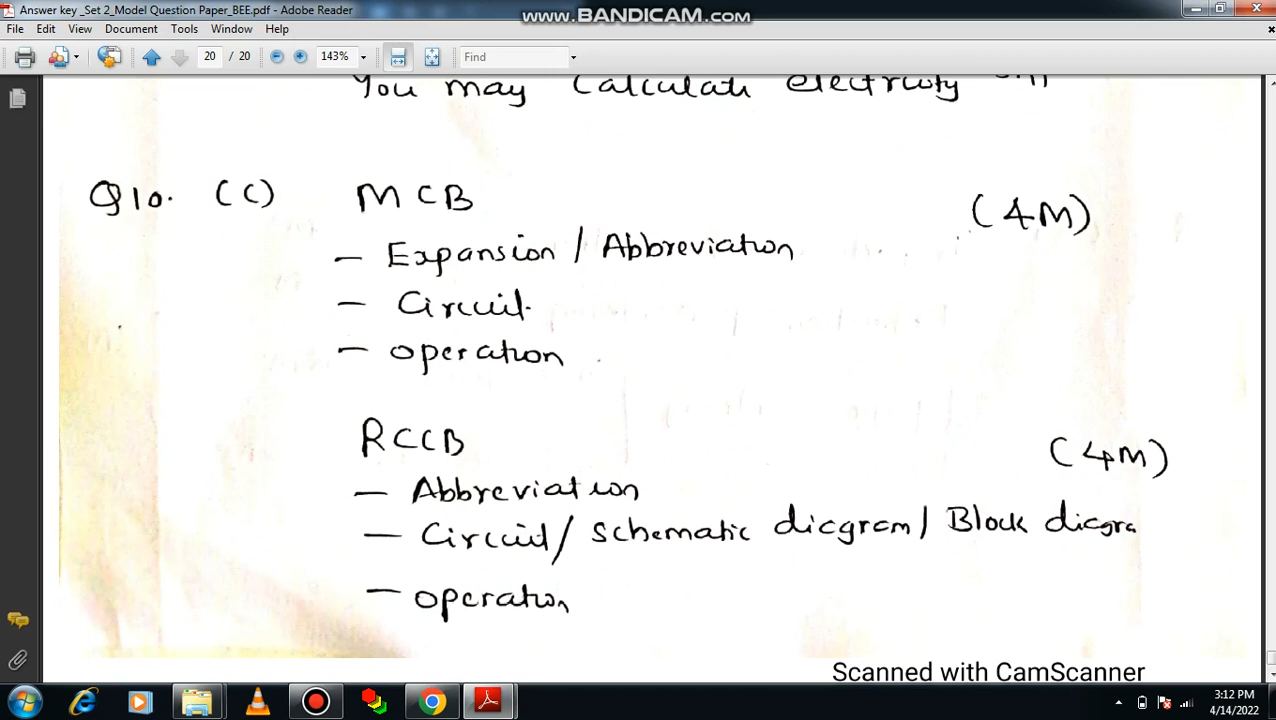 Answer key _Set 2_Model Question Paper_BEE.pdf - Adobe Reader
www.BANDICAM.com
File Edit View Document Tools Window Help
20 / 20 143% Find
You may Calculate electricity
Q10. (C) MCB (4M)
- Expansion / Abbreviation
- Circuit
- operation
RCCB (4M)
- Abbreviation
- Circuit / Schematic diagram / Block diagra
- operation
Scanned with CamScanner
3:12 PM
4/14/2022